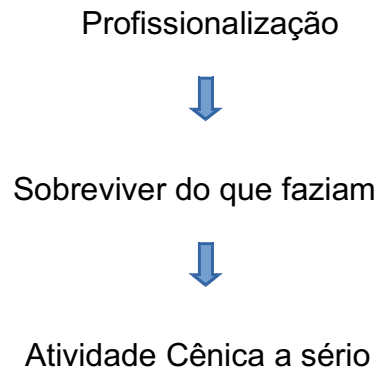 Profissionalização
Sobreviver do que faziam
Atividade Cênica a sério